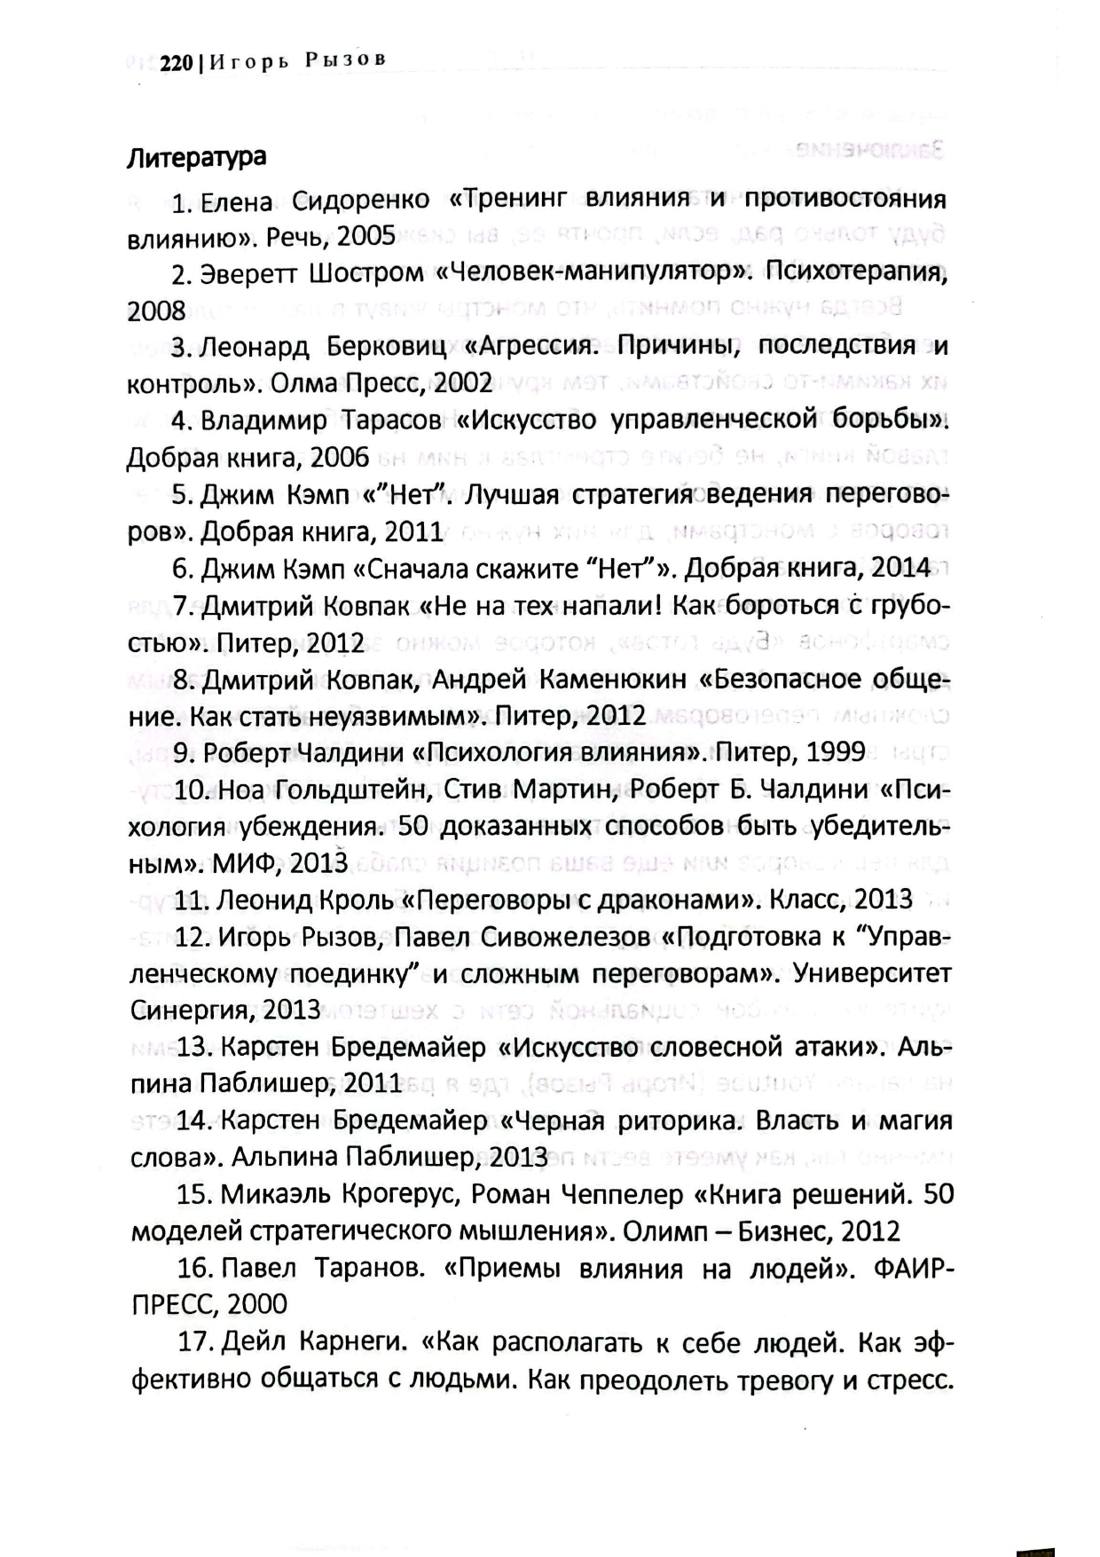 220 | Игорь Рызов
Литература
1. Елена Сидоренко «Тренинг влияния и противостояния
влиянию». Речь, 2005
2. Эверетт Шостром «Человек-манипулятор». Психотерапия,
2008
3. Леонард Берковиц «Агрессия. Причины, последствия и
контроль». Олма Пресс, 2002
4. Владимир Тарасов «Искусство управленческой борьбы».
Добрая книга, 2006
5. Джим Кэмп «"Нет". Лучшая стратегия ведения перегово-
ров». Добрая книга, 2011
6. Джим Кэмп «Сначала скажите "Нет"». Добрая книга, 2014
7. Дмитрий Ковпак «Не на тех напали! Как бороться с грубо-
стью». Питер, 2012
8. Дмитрий Ковпак, Андрей Каменюкин «Безопасное обще-
ние. Как стать неуязвимым». Питер, 2012
9. Роберт Чалдини «Психология влияния». Питер, 1999
10. Ноа Гольдштейн, Стив Мартин, Роберт Б. Чалдини «Пси-
хология убеждения. 50 доказанных способов быть убедитель-
ным». МИФ, 2013
11. Леонид Кроль «Переговоры с драконами». Класс, 2013
12. Игорь Рызов, Павел Сивожелезов «Подготовка к "Управ-
ленческому поединку" и сложным переговорам». Университет
Синергия, 2013
13. Карстен Бредемайер «Искусство словесной атаки». Аль-
пина Паблишер, 2011
14. Карстен Бредемайер «Черная риторика. Власть и магия
слова». Альпина Паблишер, 2013
15. Микаэль Крогерус, Роман Чеппелер «Книга решений. 50
моделей стратегического мышления». Олимп – Бизнес, 2012
16. Павел Таранов. «Приемы влияния на людей». ФАИР-
ПРЕСС, 2000
17. Дейл Карнеги. «Как располагать к себе людей. Как эф-
фективно общаться с людьми. Как преодолеть тревогу и стресс.